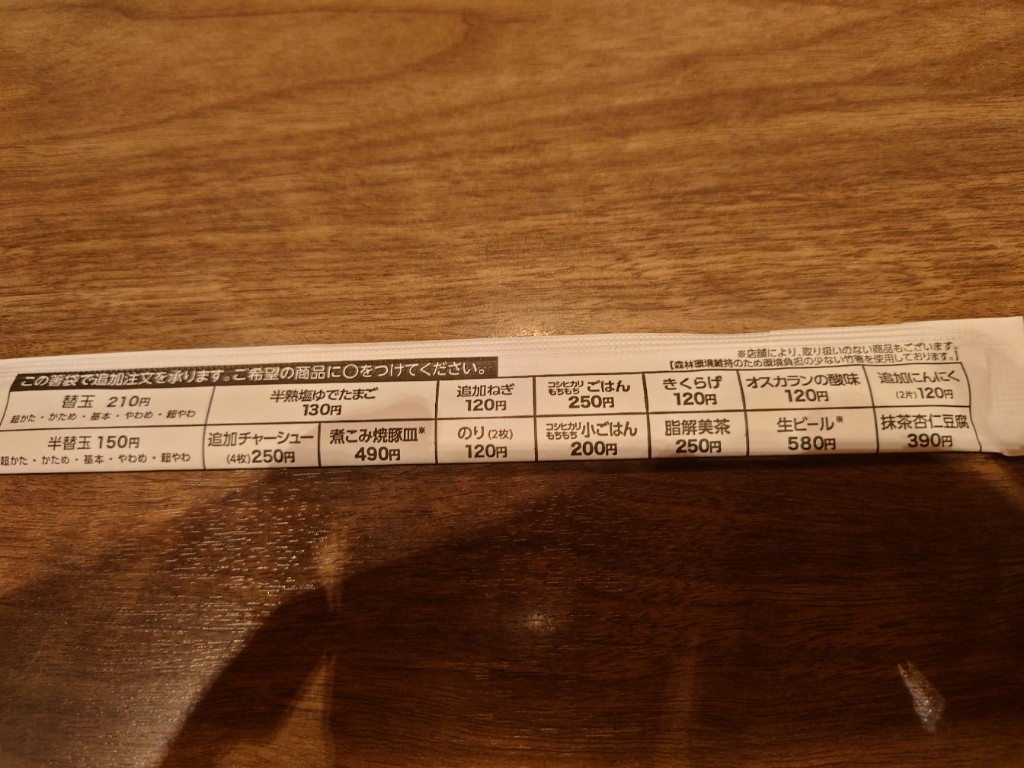 ※店舗により、取り扱いのない商品もございます。
【森林環境維持のため環境負担の少ない竹箸を使用しております。】
この箸袋で追加注文を承ります。ご希望の商品に○をつけてください。
替玉 210円
超かた・かため・基本・やわめ・超やわ
半熟塩ゆでたまご
130円
追加ねぎ
120円
コシヒカリ もちもち ごはん
250円
きくらげ
120円
オスカランの酸味
120円
追加にんにく
(2片)120円
半替玉 150円
超かた・かため・基本・やわめ・超やわ
追加チャーシュー
(4枚)250円
煮こみ焼豚皿※
490円
のり(2枚)
120円
コシヒカリ もちもち 小ごはん
200円
脂解美茶
250円
生ビール※
580円
抹茶杏仁豆腐
390円